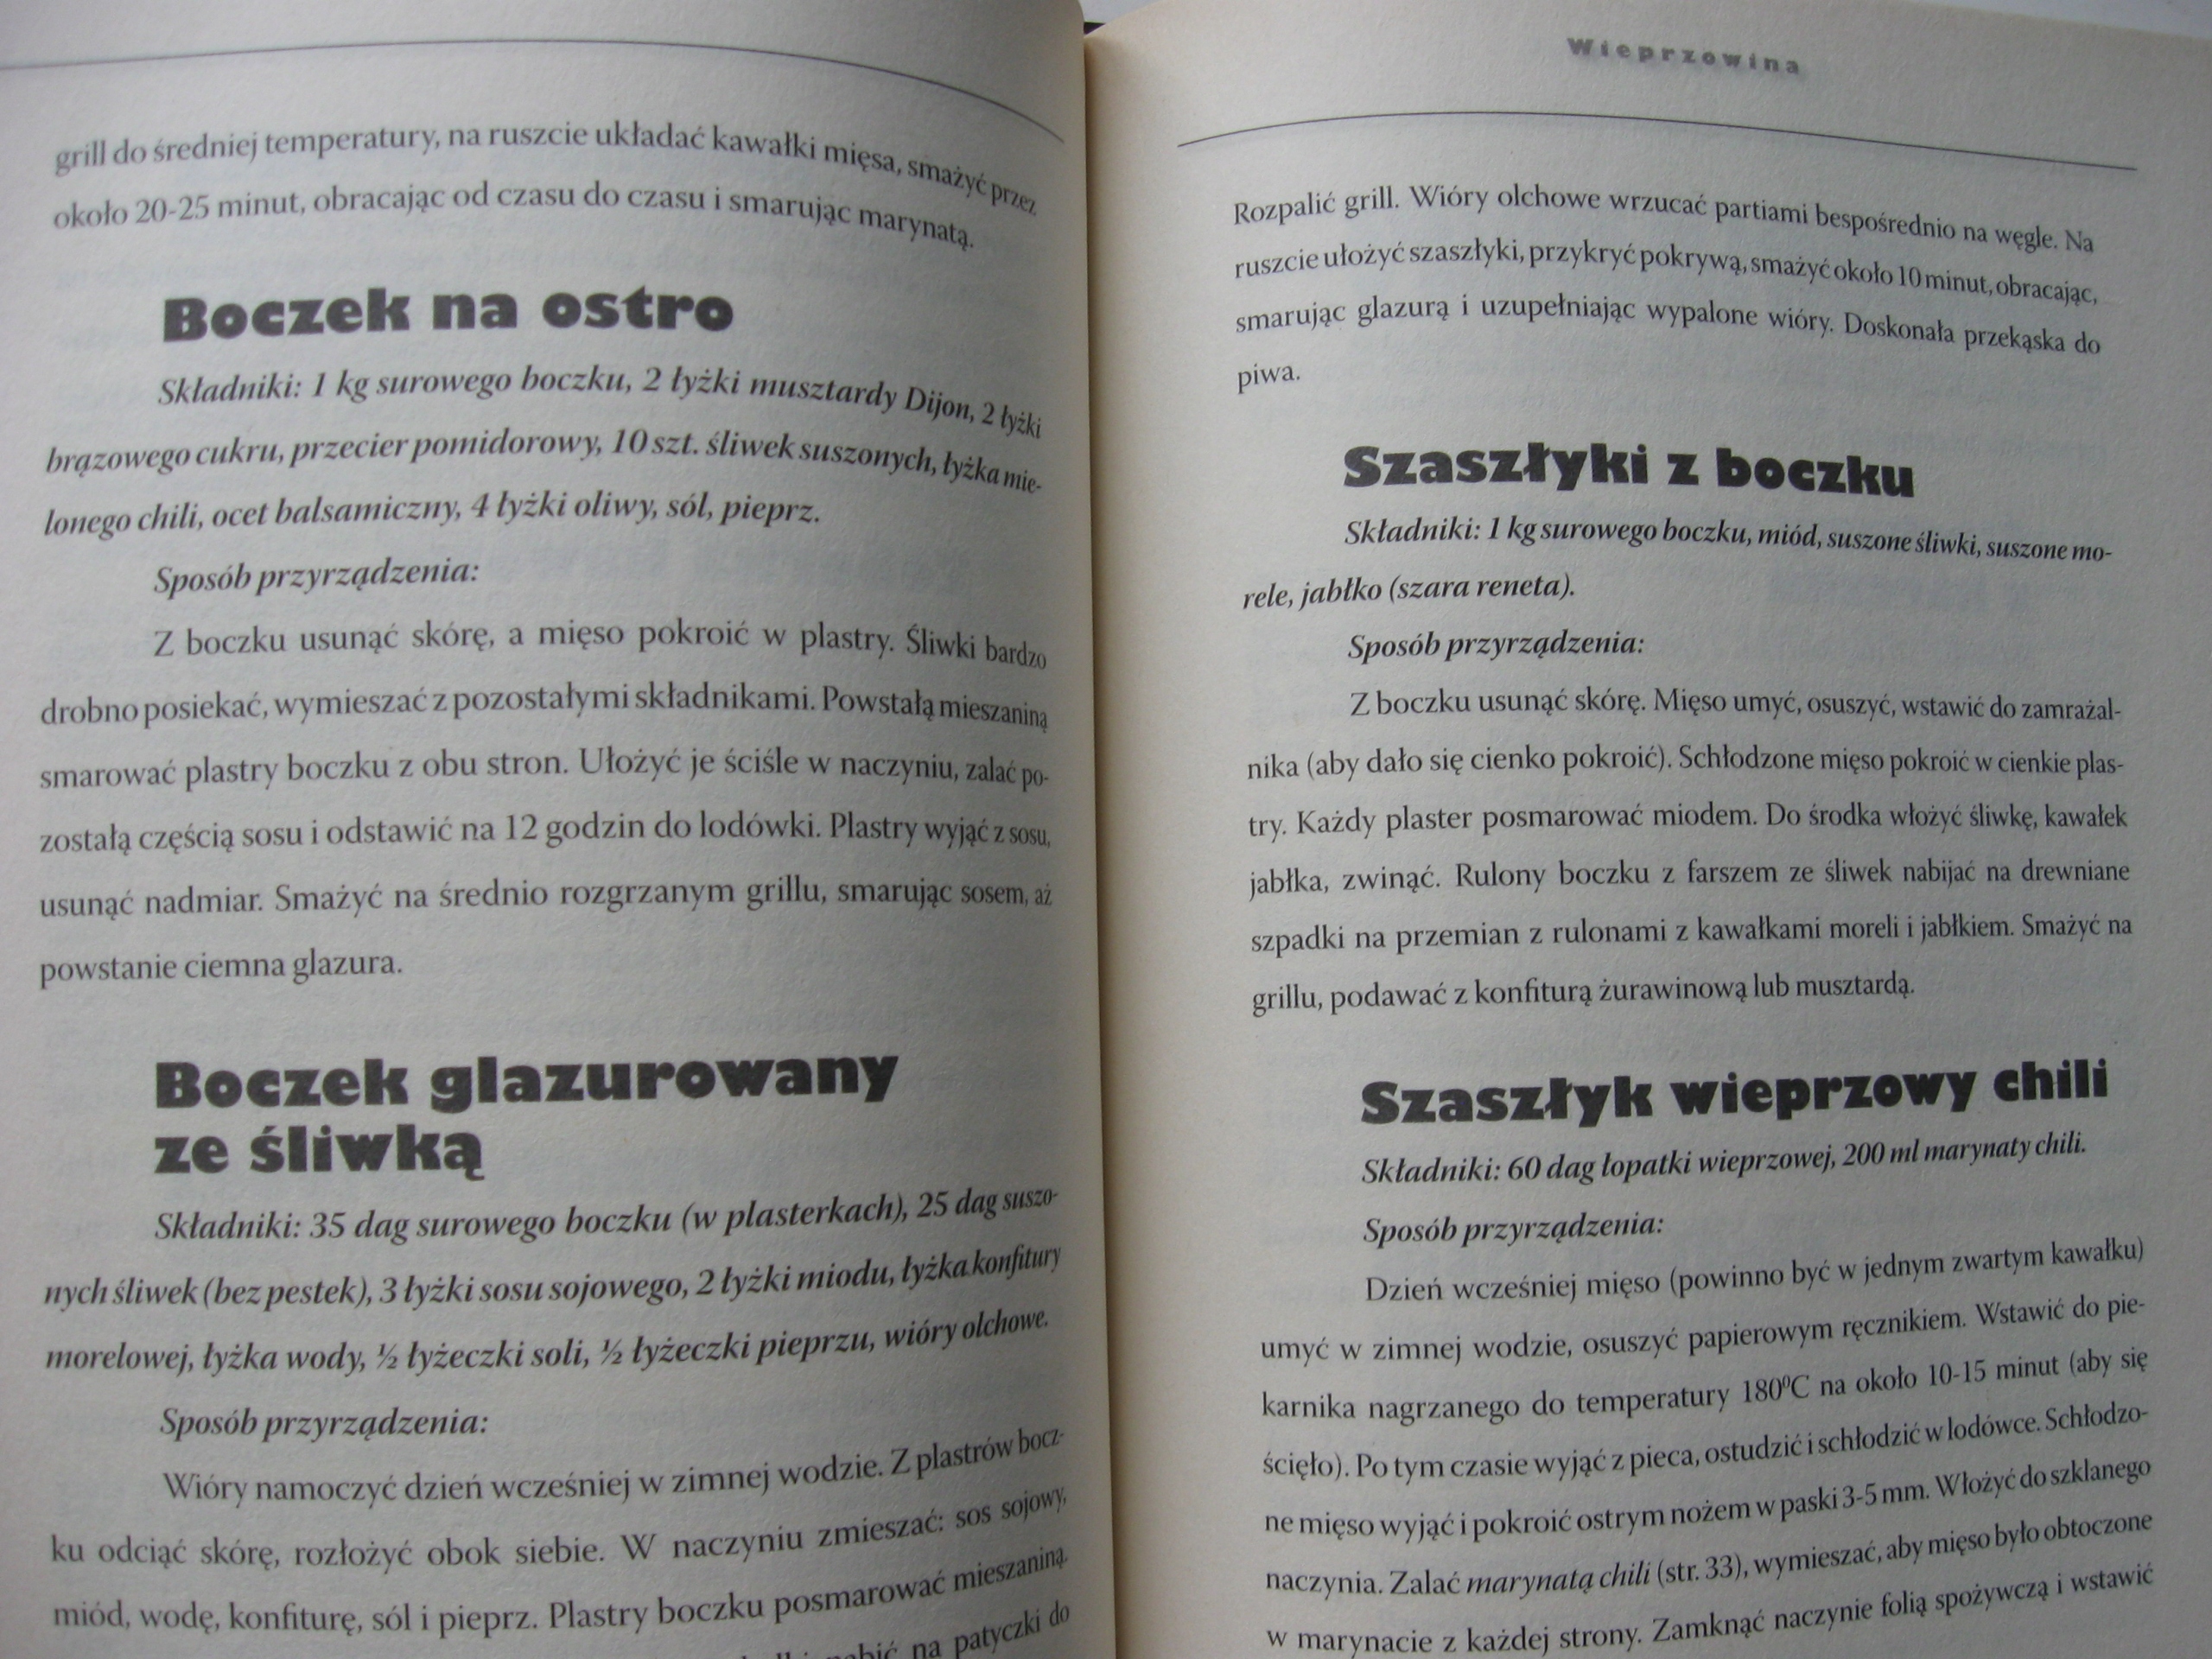 grill do średniej temperatury, na ruszcie układać kawałki mięsa, smażyć przez
około 20-25 minut, obracając od czasu do czasu i smarując marynatą.
Boczek na ostro
Składniki: 1 kg surowego boczku, 2 łyżki musztardy Dijon, 2 łyżki
brązowego cukru, przecier pomidorowy, 10 szt. śliwek suszonych, łyżka mie-
lonego chili, ocet balsamiczny, 4 łyżki oliwy, sól, pieprz.
Sposób przyrządzenia:
Z boczku usunąć skórę, a mięso pokroić w plastry. Śliwki bardzo
drobno posiekać, wymieszać z pozostałymi składnikami. Powstałą mieszaniną
smarować plastry boczku z obu stron. Ułożyć je ściśle w naczyniu, zalać po-
zostałą częścią sosu i odstawić na 12 godzin do lodówki. Plastry wyjąć z sosu,
usunąć nadmiar. Smażyć na średnio rozgrzanym grillu, smarując sosem, aż
powstanie ciemna glazura.
Boczek glazurowany
ze śliwką
Składniki: 35 dag surowego boczku (w plasterkach), 25 dag suszo-
nych śliwek (bez pestek), 3 łyżki sosu sojowego, 2 łyżki miodu, łyżka konfitury
morelowej, łyżka wody, ½ łyżeczki soli, ½ łyżeczki pieprzu, wióry olchowe.
Sposób przyrządzenia:
Wióry namoczyć dzień wcześniej w zimnej wodzie. Z plastrów bocz-
ku odciąć skórę, rozłożyć obok siebie. W naczyniu zmieszać: sos sojowy,
miód, wodę, konfiturę, sól i pieprz. Plastry boczku posmarować mieszaniną.
na patyczki do
Wieprzowina
Rozpalić grill. Wióry olchowe wrzucać partiami bespośrednio na węgle. Na
ruszcie ułożyć szaszłyki, przykryć pokrywą, smażyć około 10 minut, obracając,
smarując glazurą i uzupełniając wypalone wióry. Doskonała przekąska do
piwa.
Szaszłyki z boczku
Składniki: 1 kg surowego boczku, miód, suszone śliwki, suszone mo-
rele, jabłko (szara reneta).
Sposób przyrządzenia:
Z boczku usunąć skórę. Mięso umyć, osuszyć, wstawić do zamrażal-
nika (aby dało się cienko pokroić). Schłodzone mięso pokroić w cienkie plas-
try. Każdy plaster posmarować miodem. Do środka włożyć śliwkę, kawałek
jabłka, zwinąć. Rulony boczku z farszem ze śliwek nabijać na drewniane
szpadki na przemian z rulonami z kawałkami moreli i jabłkiem. Smażyć na
grillu, podawać z konfiturą żurawinową lub musztardą.
Szaszłyk wieprzowy chili
Składniki: 60 dag łopatki wieprzowej, 200 ml marynaty chili.
Sposób przyrządzenia:
Dzień wcześniej mięso (powinno być w jednym zwartym kawałku)
umyć w zimnej wodzie, osuszyć papierowym ręcznikiem. Wstawić do pie-
karnika nagrzanego do temperatury 180⁰C na około 10-15 minut (aby się
ścięło). Po tym czasie wyjąć z pieca, ostudzić i schłodzić w lodówce. Schłodzo-
ne mięso wyjąć i pokroić ostrym nożem w paski 3-5 mm. Włożyć do szklanego
naczynia. Zalać marynatą chili (str. 33), wymieszać, aby mięso było obtoczone
w marynacie z każdej strony. Zamknąć naczynie folią spożywczą i wstawić